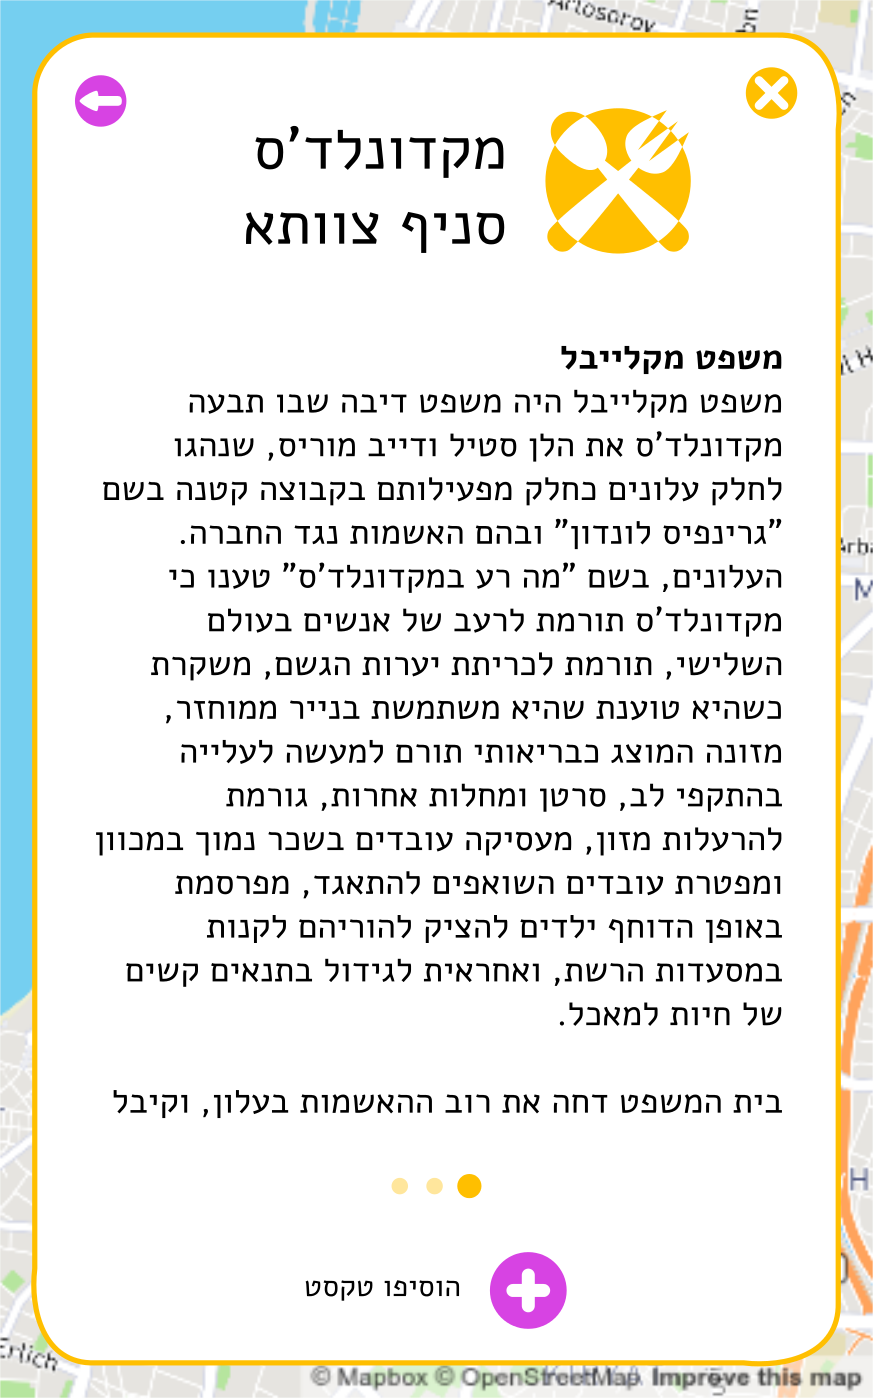 Arlosorov
מקדונלד'ס
סניף צוותא
משפט מקלייבל
משפט מקלייבל היה משפט דיבה שבו תבעה
מקדונלד'ס את הלן סטיל ודייב מוריס, שנהגו
לחלק עלונים כחלק מפעילותם בקבוצה קטנה בשם
"גרינפיס לונדון" ובהם האשמות נגד החברה.
העלונים, בשם "מה רע במקדונלד'ס" טענו כי
מקדונלד'ס תורמת לרעב של אנשים בעולם
השלישי, תורמת לכריתת יערות הגשם, משקרת
כשהיא טוענת שהיא משתמשת בנייר ממוחזר,
מזונה המוצג כבריאותי תורם למעשה לעלייה
בהתקפי לב, סרטן ומחלות אחרות, גורמת
להרעלות מזון, מעסיקה עובדים בשכר נמוך במכוון
ומפטרת עובדים השואפים להתאגד, מפרסמת
באופן הדוחף ילדים להציק להוריהם לקנות
במסעדות הרשת, ואחראית לגידול בתנאים קשים
של חיות למאכל.
בית המשפט דחה את רוב ההאשמות בעלון, וקיבל
הוסיפו טקסט
Erlich
© Mapbox © OpenStreetMap Improve this map